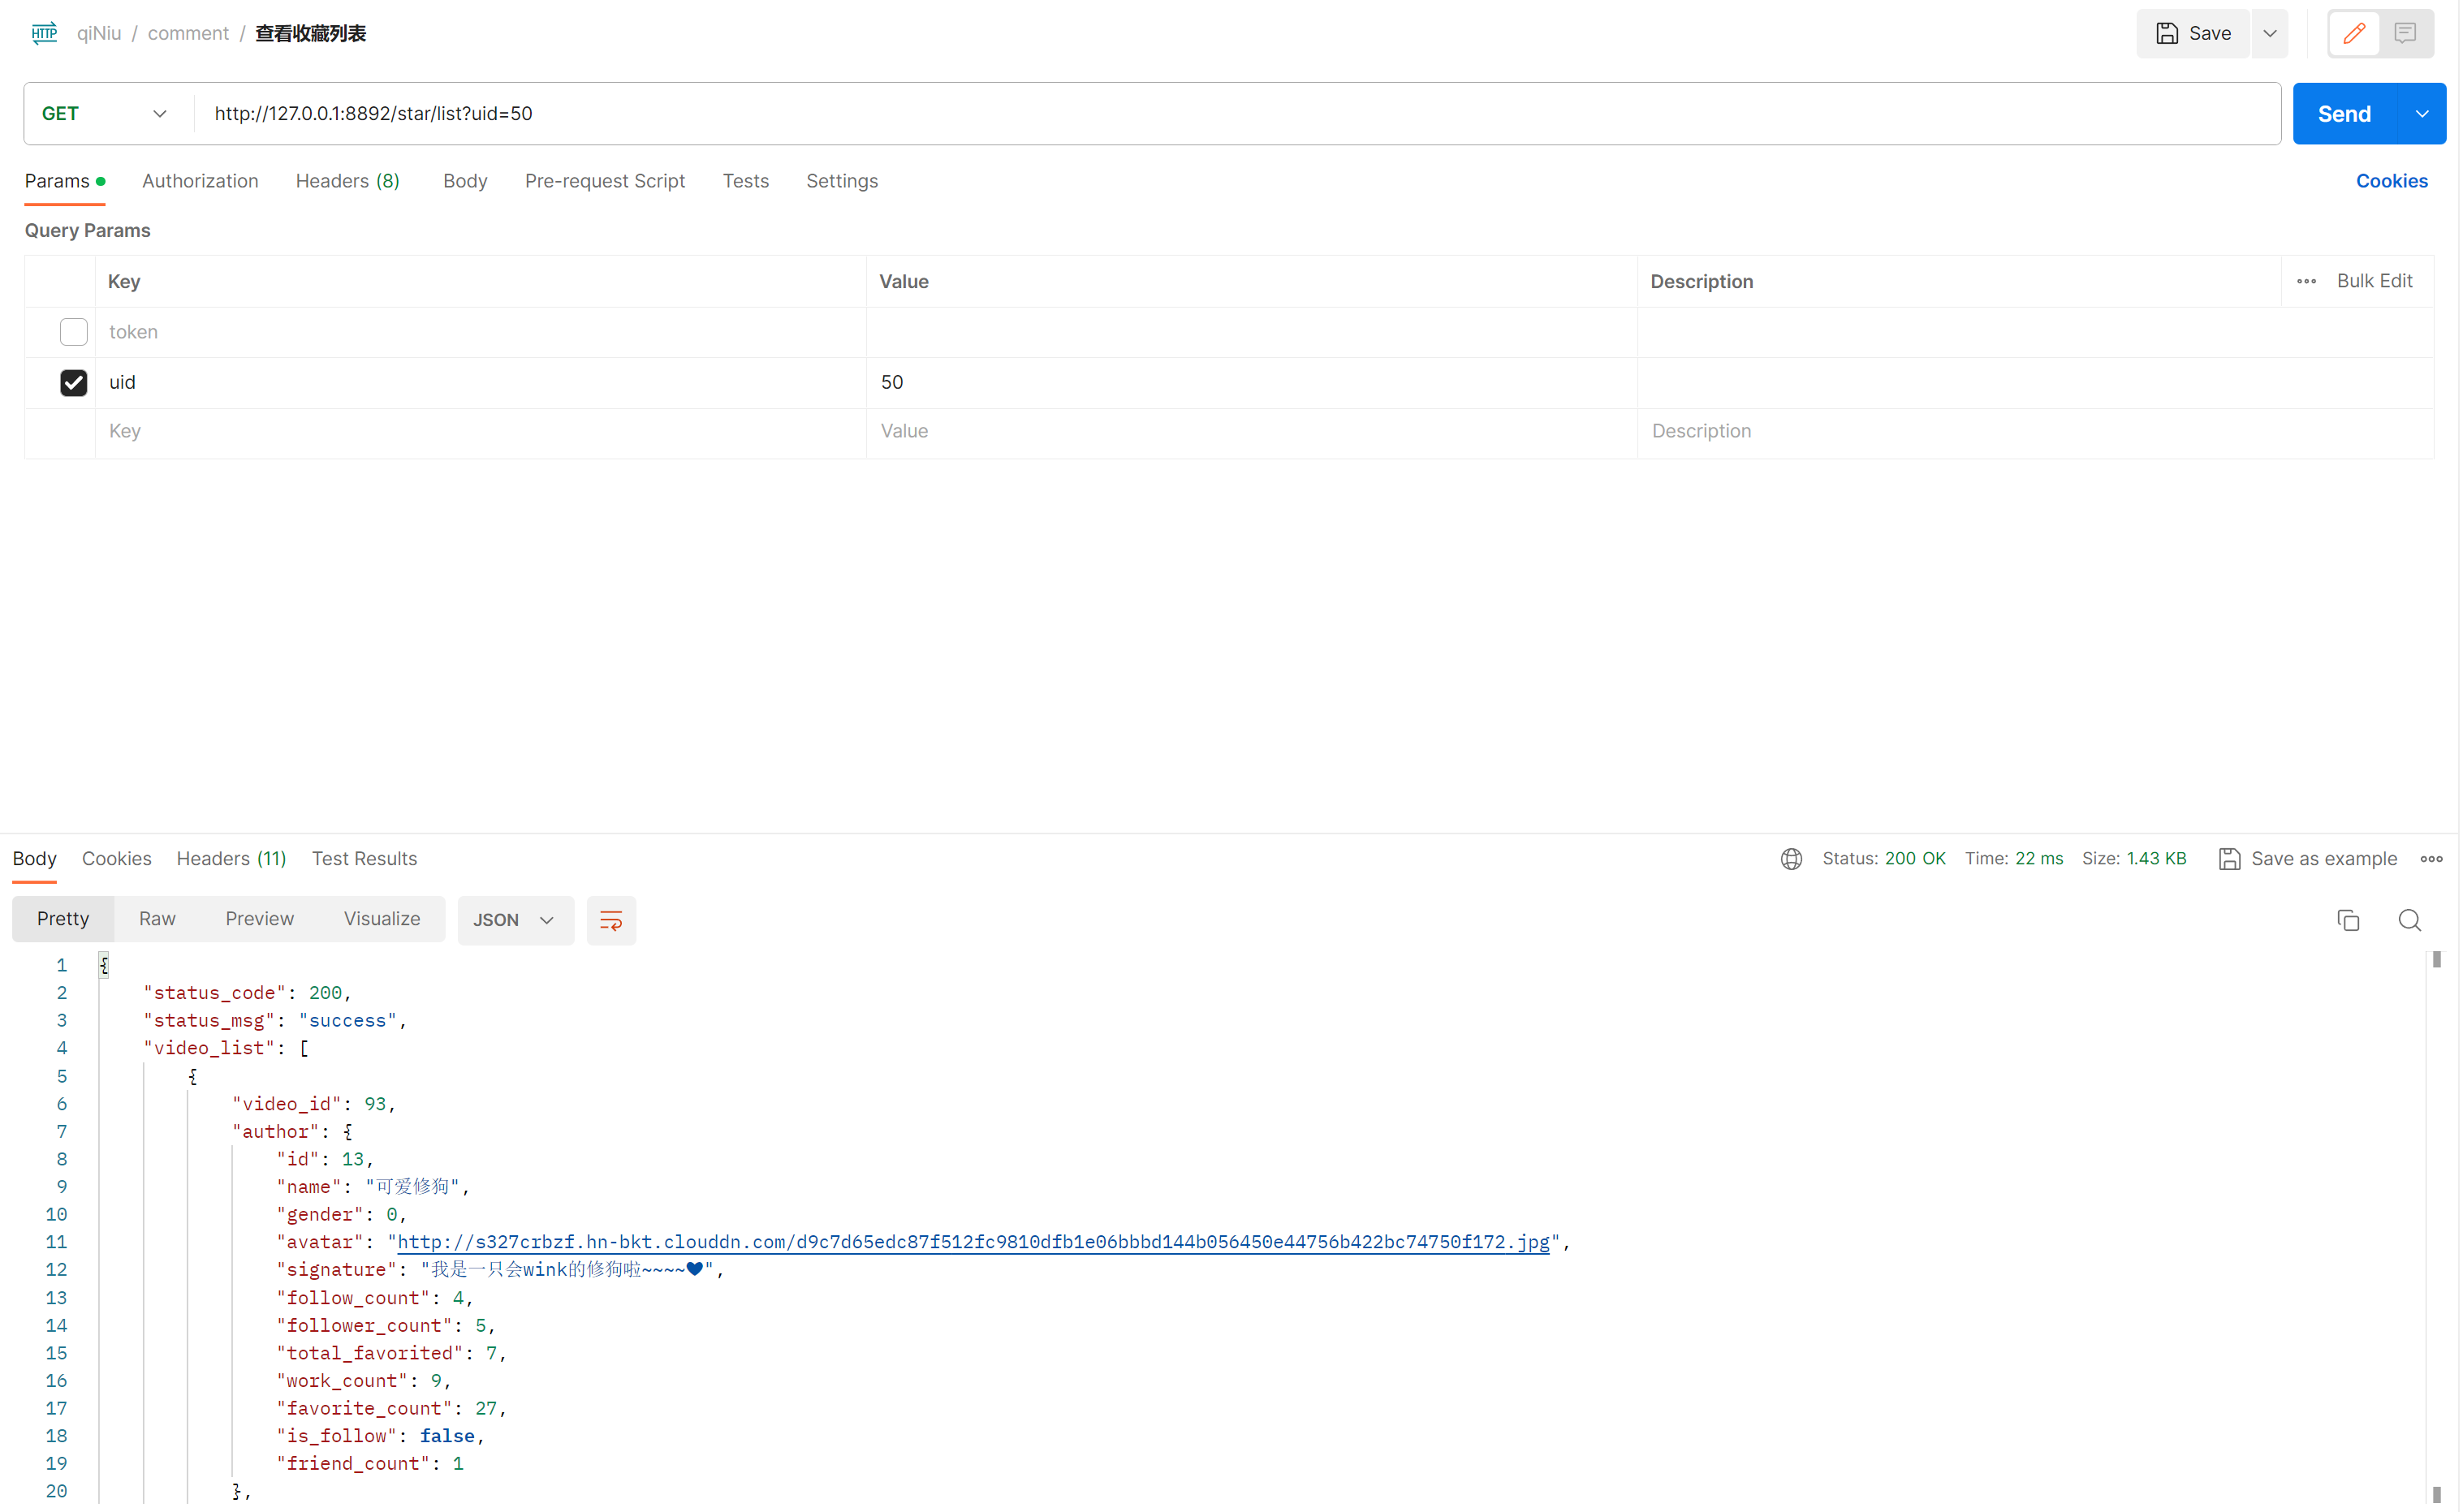 HTTP qiNiu / comment / 查看收藏列表 Save
GET http://127.0.0.1:8892/star/list?uid=50 Send
Params Authorization Headers (8) Body Pre-request Script Tests Settings Cookies
Query Params
Key Value Description Bulk Edit
token
uid 50
Key Value Description
Body Cookies Headers (11) Test Results Status: 200 OK Time: 22 ms Size: 1.43 KB Save as example
Pretty Raw Preview Visualize JSON
1 {
2 "status_code": 200,
3 "status_msg": "success",
4 "video_list": [
5 {
6 "video_id": 93,
7 "author": {
8 "id": 13,
9 "name": "可爱修狗",
10 "gender": 0,
11 "avatar": "http://s327crbzf.hn-bkt.clouddn.com/d9c7d65edc87f512fc9810dfb1e06bbbd144b056450e44756b422bc74750f172.jpg",
12 "signature": "我是一只会wink的修狗啦~~~~❤",
13 "follow_count": 4,
14 "follower_count": 5,
15 "total_favorited": 7,
16 "work_count": 9,
17 "favorite_count": 27,
18 "is_follow": false,
19 "friend_count": 1
20 },